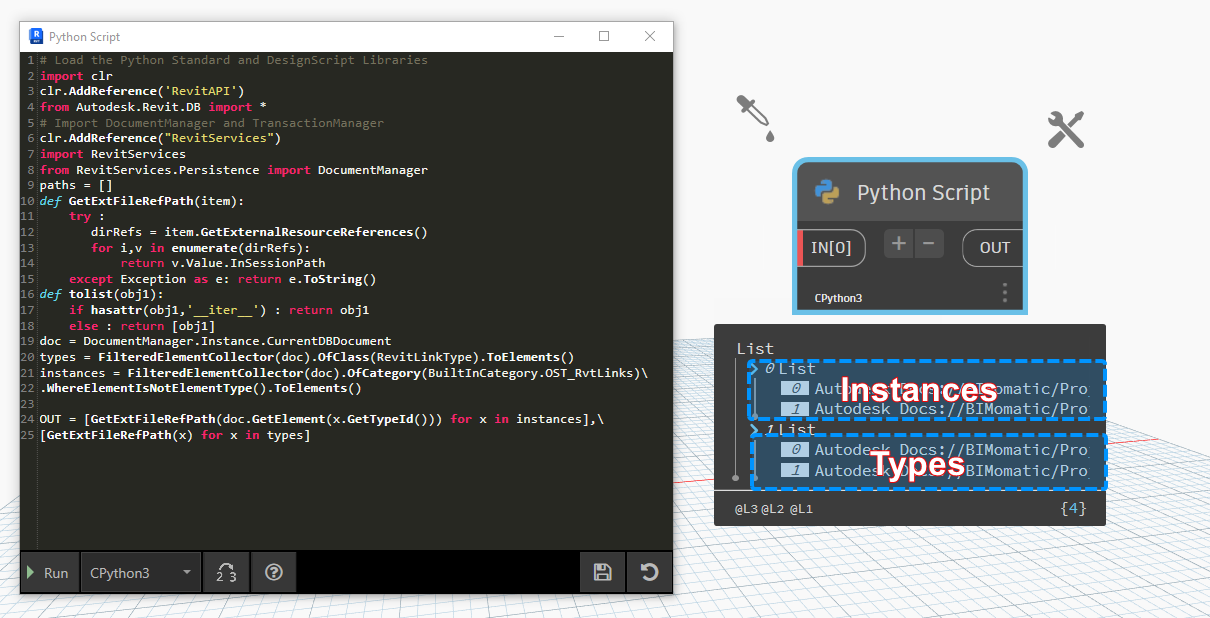 Python Script
1 # Load the Python Standard and DesignScript Libraries
2 import clr
3 clr.AddReference('RevitAPI')
4 from Autodesk.Revit.DB import *
5 # Import DocumentManager and TransactionManager
6 clr.AddReference("RevitServices")
7 import RevitServices
8 from RevitServices.Persistence import DocumentManager
9 paths = []
10 def GetExtFileRefPath(item):
11     try :
12        dirRefs = item.GetExternalResourceReferences()
13        for i,v in enumerate(dirRefs):
14            return v.Value.InSessionPath
15     except Exception as e: return e.ToString()
16 def tolist(obj1):
17     if hasattr(obj1,'__iter__') : return obj1
18     else : return [obj1]
19 doc = DocumentManager.Instance.CurrentDBDocument
20 types = FilteredElementCollector(doc).OfClass(RevitLinkType).ToElements()
21 instances = FilteredElementCollector(doc).OfCategory(BuiltInCategory.OST_RvtLinks)\
22 .WhereElementIsNotElementType().ToElements()
23
24 OUT = [GetExtFileRefPath(doc.GetElement(x.GetTypeId())) for x in instances],\
25 [GetExtFileRefPath(x) for x in types]
Run
CPython3
2 3
Python Script
IN[0]
+
-
OUT
CPython3
List
0 List
0 Autodesk Docs://BIMomatic/Pro
Instances
1 Autodesk Docs://BIMomatic/Pro
1 List
0 Autodesk Docs://BIMomatic/Pro
Types
1 Autodesk Docs://BIMomatic/Pro
@L3 @L2 @L1
{4}